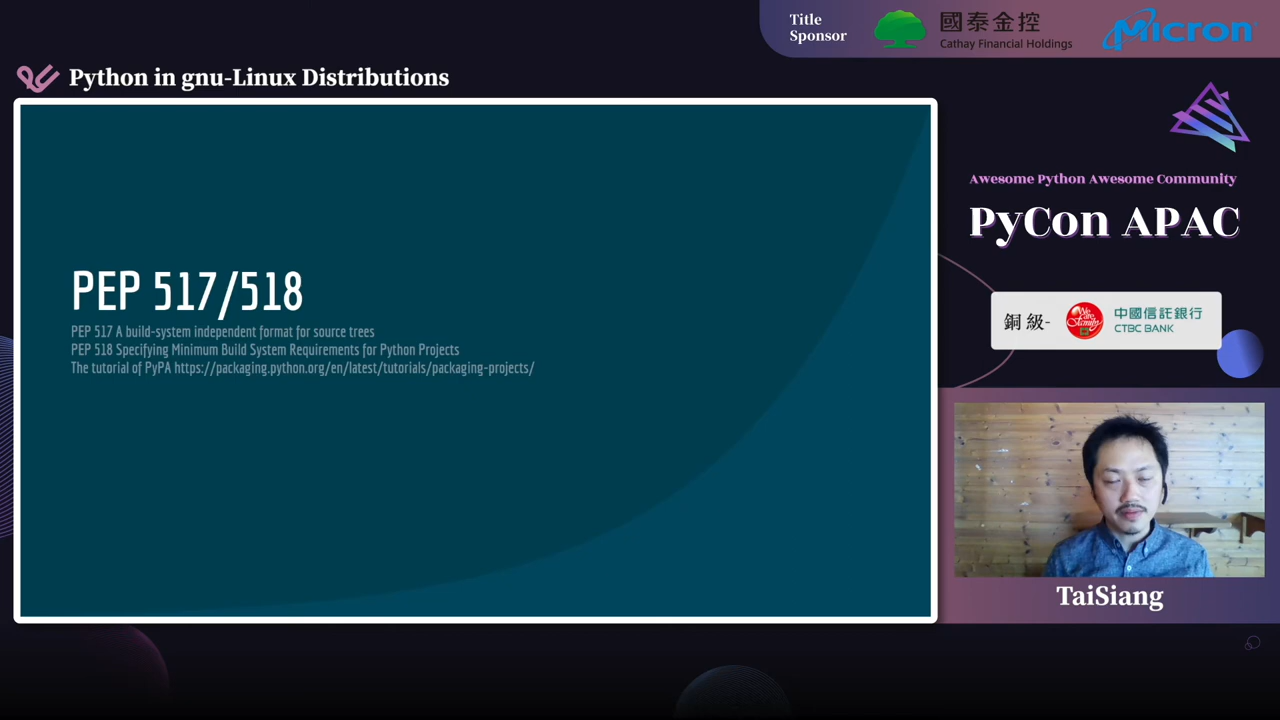 Title
Sponsor
國泰金控
Cathay Financial Holdings
Micron
Python in gnu-Linux Distributions
PEP 517/518
PEP 517 A build-system independent format for source trees
PEP 518 Specifying Minimum Build System Requirements for Python Projects
The tutorial of PyPA https://packaging.python.org/en/latest/tutorials/packaging-projects/
Awesome Python Awesome Community
PyCon APAC
銅級-
We are Family
中國信託銀行
CTBC BANK
TaiSiang